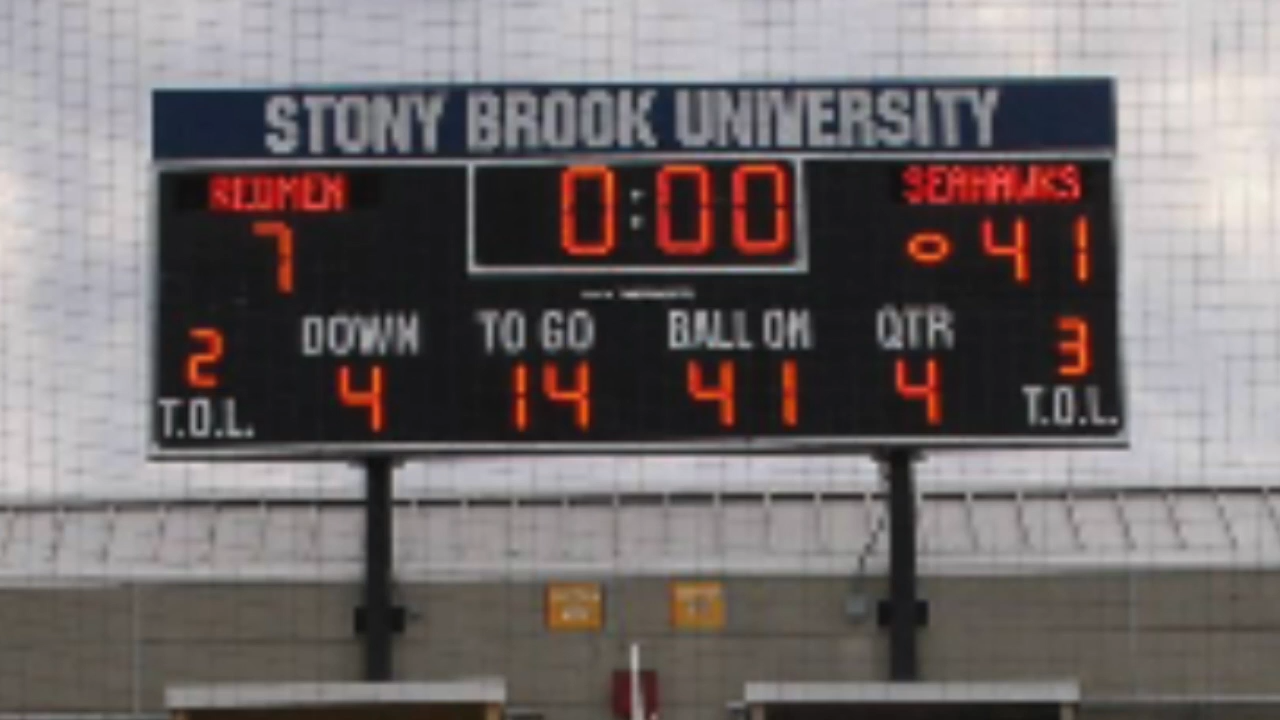 STONY BROOK UNIVERSITY
REDMEN 0:00 SEAHAWKS
7 41
DOWN TO GO BALL ON QTR
2 4 14 41 4 3
T.O.L. T.O.L.